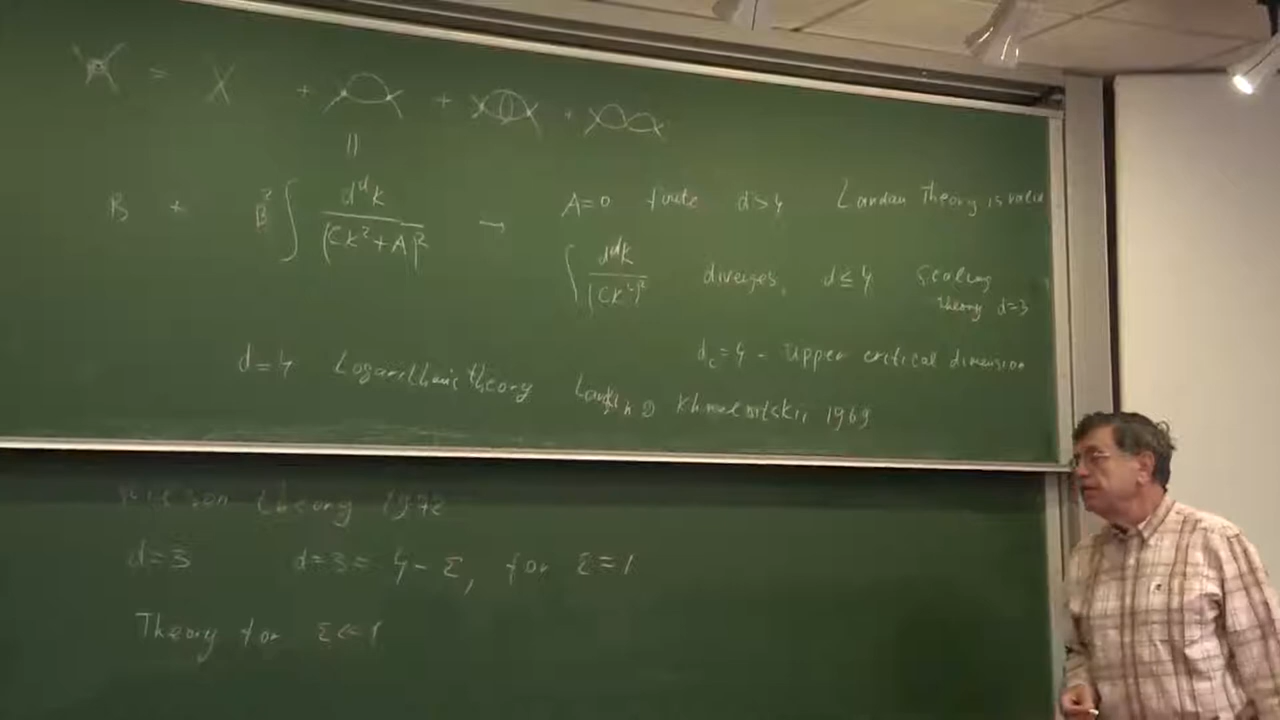 = + + +
||
B + B² ∫ d^d k / (Ck² + A)² → A=0 finite d>4 Landau Theory is valid
∫ d^d k / (Ck²)² diverges, d ≤ 4 Scaling
theory d=3
d_c = 4 - Upper critical dimension
d=4 Logarithmic theory Larkin & Khmelnitskii 1969
Wilson theory 1972
d=3 d=3=4-ε, for ε=1
Theory for ε<<1